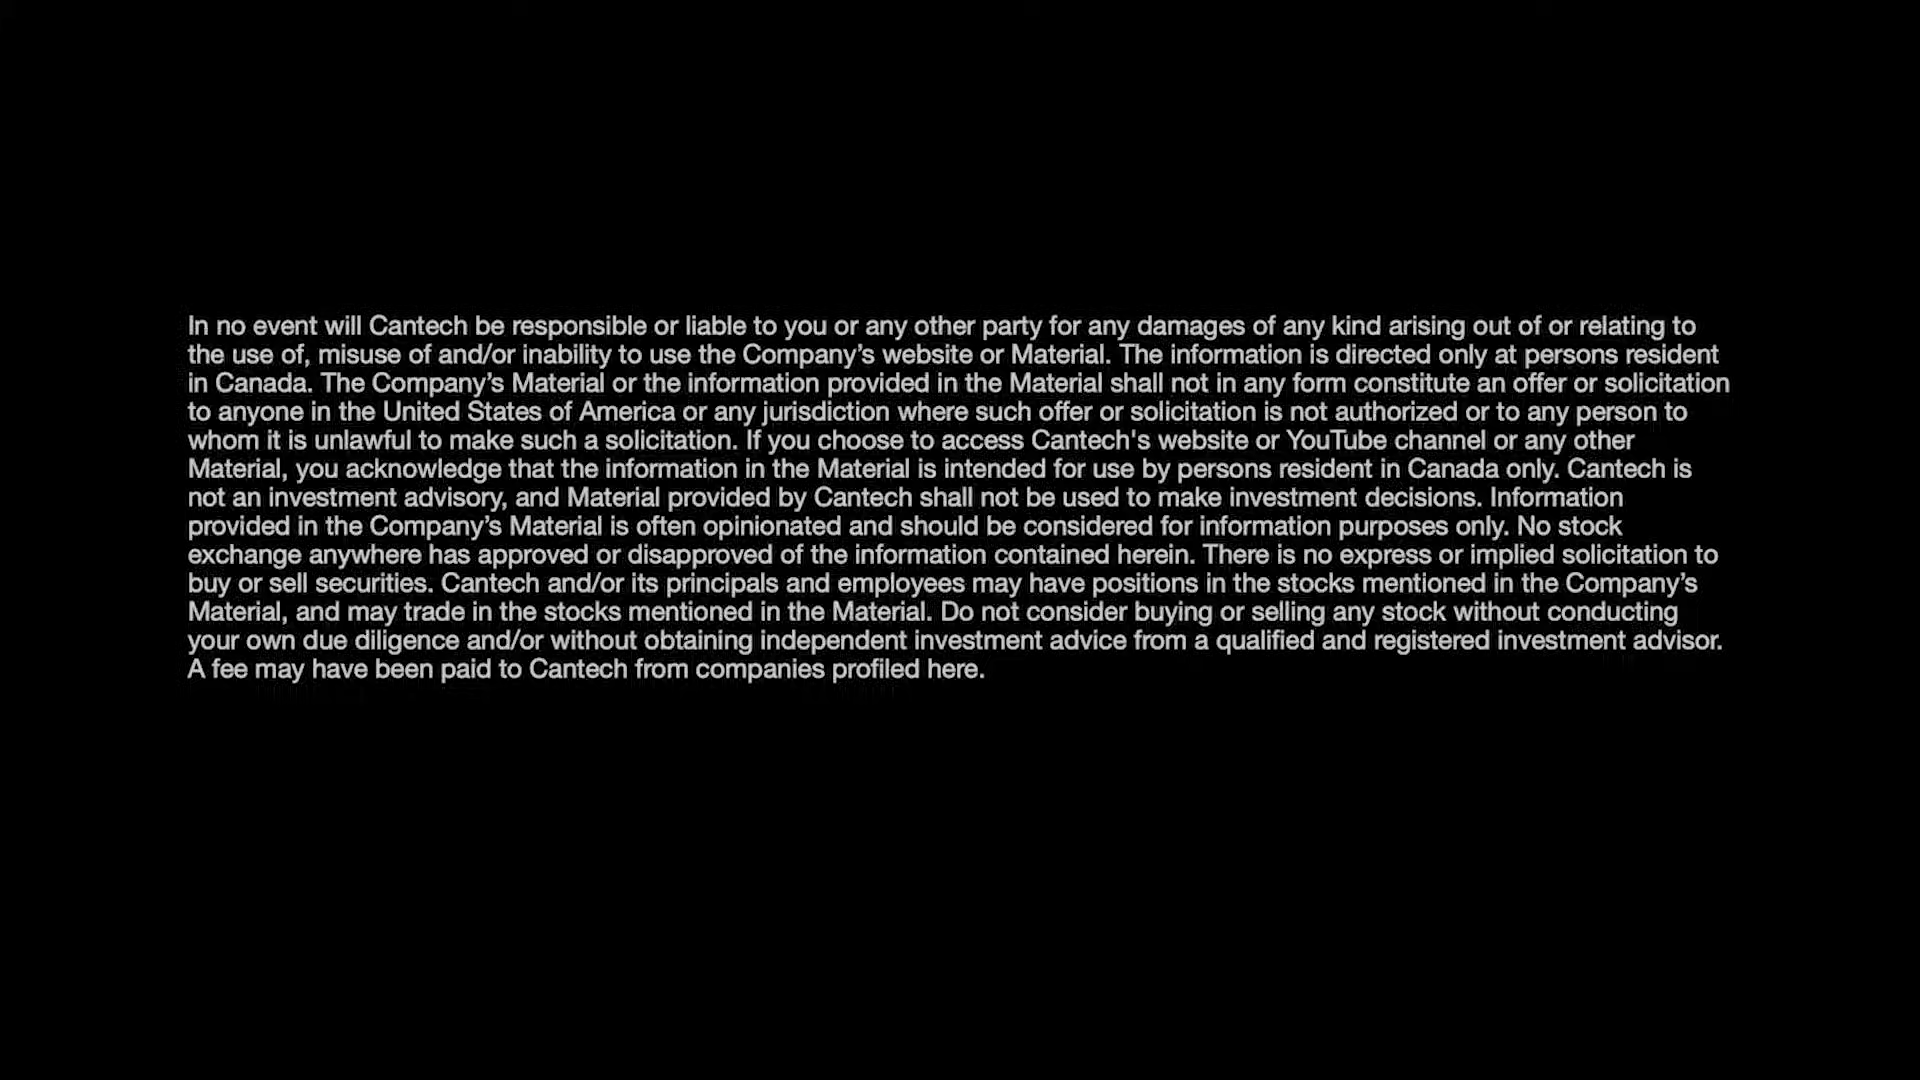 In no event will Cantech be responsible or liable to you or any other party for any damages of any kind arising out of or relating to
the use of, misuse of and/or inability to use the Company’s website or Material. The information is directed only at persons resident
in Canada. The Company’s Material or the information provided in the Material shall not in any form constitute an offer or solicitation
to anyone in the United States of America or any jurisdiction where such offer or solicitation is not authorized or to any person to
whom it is unlawful to make such a solicitation. If you choose to access Cantech's website or YouTube channel or any other
Material, you acknowledge that the information in the Material is intended for use by persons resident in Canada only. Cantech is
not an investment advisory, and Material provided by Cantech shall not be used to make investment decisions. Information
provided in the Company’s Material is often opinionated and should be considered for information purposes only. No stock
exchange anywhere has approved or disapproved of the information contained herein. There is no express or implied solicitation to
buy or sell securities. Cantech and/or its principals and employees may have positions in the stocks mentioned in the Company’s
Material, and may trade in the stocks mentioned in the Material. Do not consider buying or selling any stock without conducting
your own due diligence and/or without obtaining independent investment advice from a qualified and registered investment advisor.
A fee may have been paid to Cantech from companies profiled here.